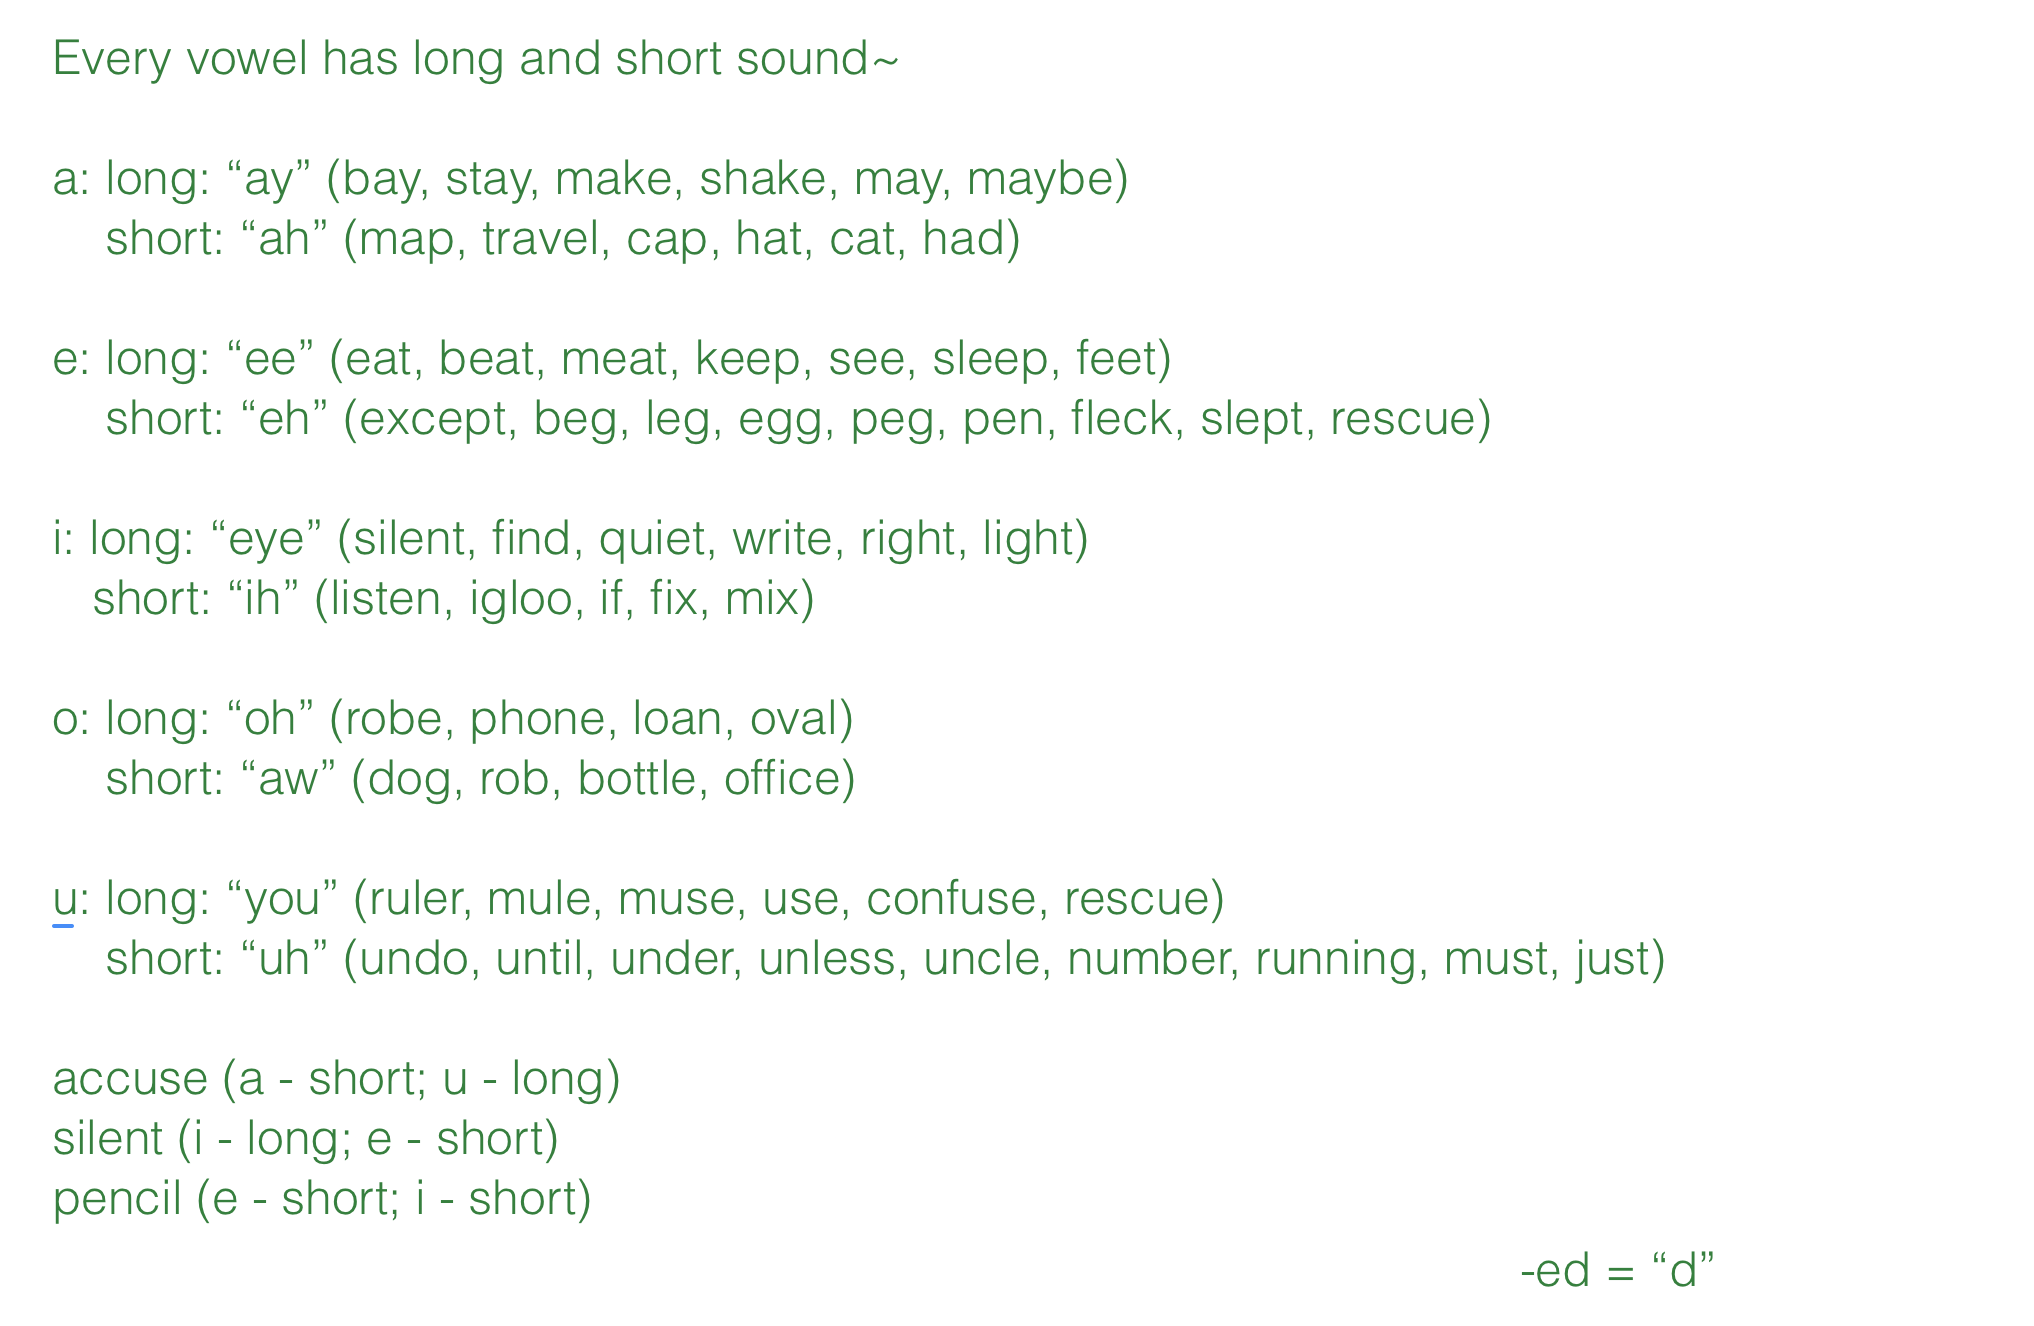 Every vowel has long and short sound~
a: long: “ay” (bay, stay, make, shake, may, maybe)
short: “ah” (map, travel, cap, hat, cat, had)
e: long: “ee” (eat, beat, meat, keep, see, sleep, feet)
short: “eh” (except, beg, leg, egg, peg, pen, fleck, slept, rescue)
i: long: “eye” (silent, find, quiet, write, right, light)
short: “ih” (listen, igloo, if, fix, mix)
o: long: “oh” (robe, phone, loan, oval)
short: “aw” (dog, rob, bottle, office)
u: long: “you” (ruler, mule, muse, use, confuse, rescue)
short: “uh” (undo, until, under, unless, uncle, number, running, must, just)
accuse (a - short; u - long)
silent (i - long; e - short)
pencil (e - short; i - short)
-ed = “d”